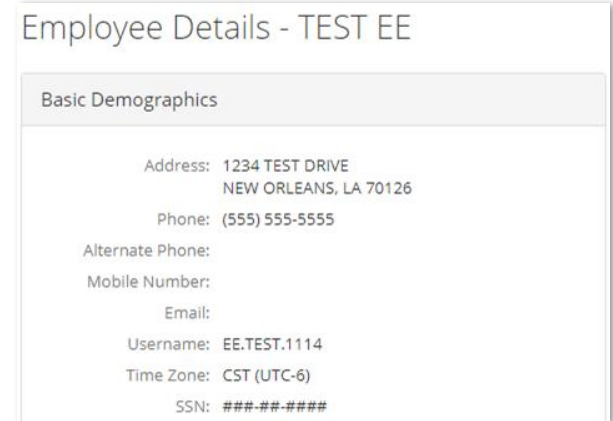 Employee Details - TEST EE
Basic Demographics
Address: 1234 TEST DRIVE
NEW ORLEANS, LA 70126
Phone: (555) 555-5555
Alternate Phone:
Mobile Number:
Email:
Username: EE.TEST.1114
Time Zone: CST (UTC-6)
SSN: ###-##-####